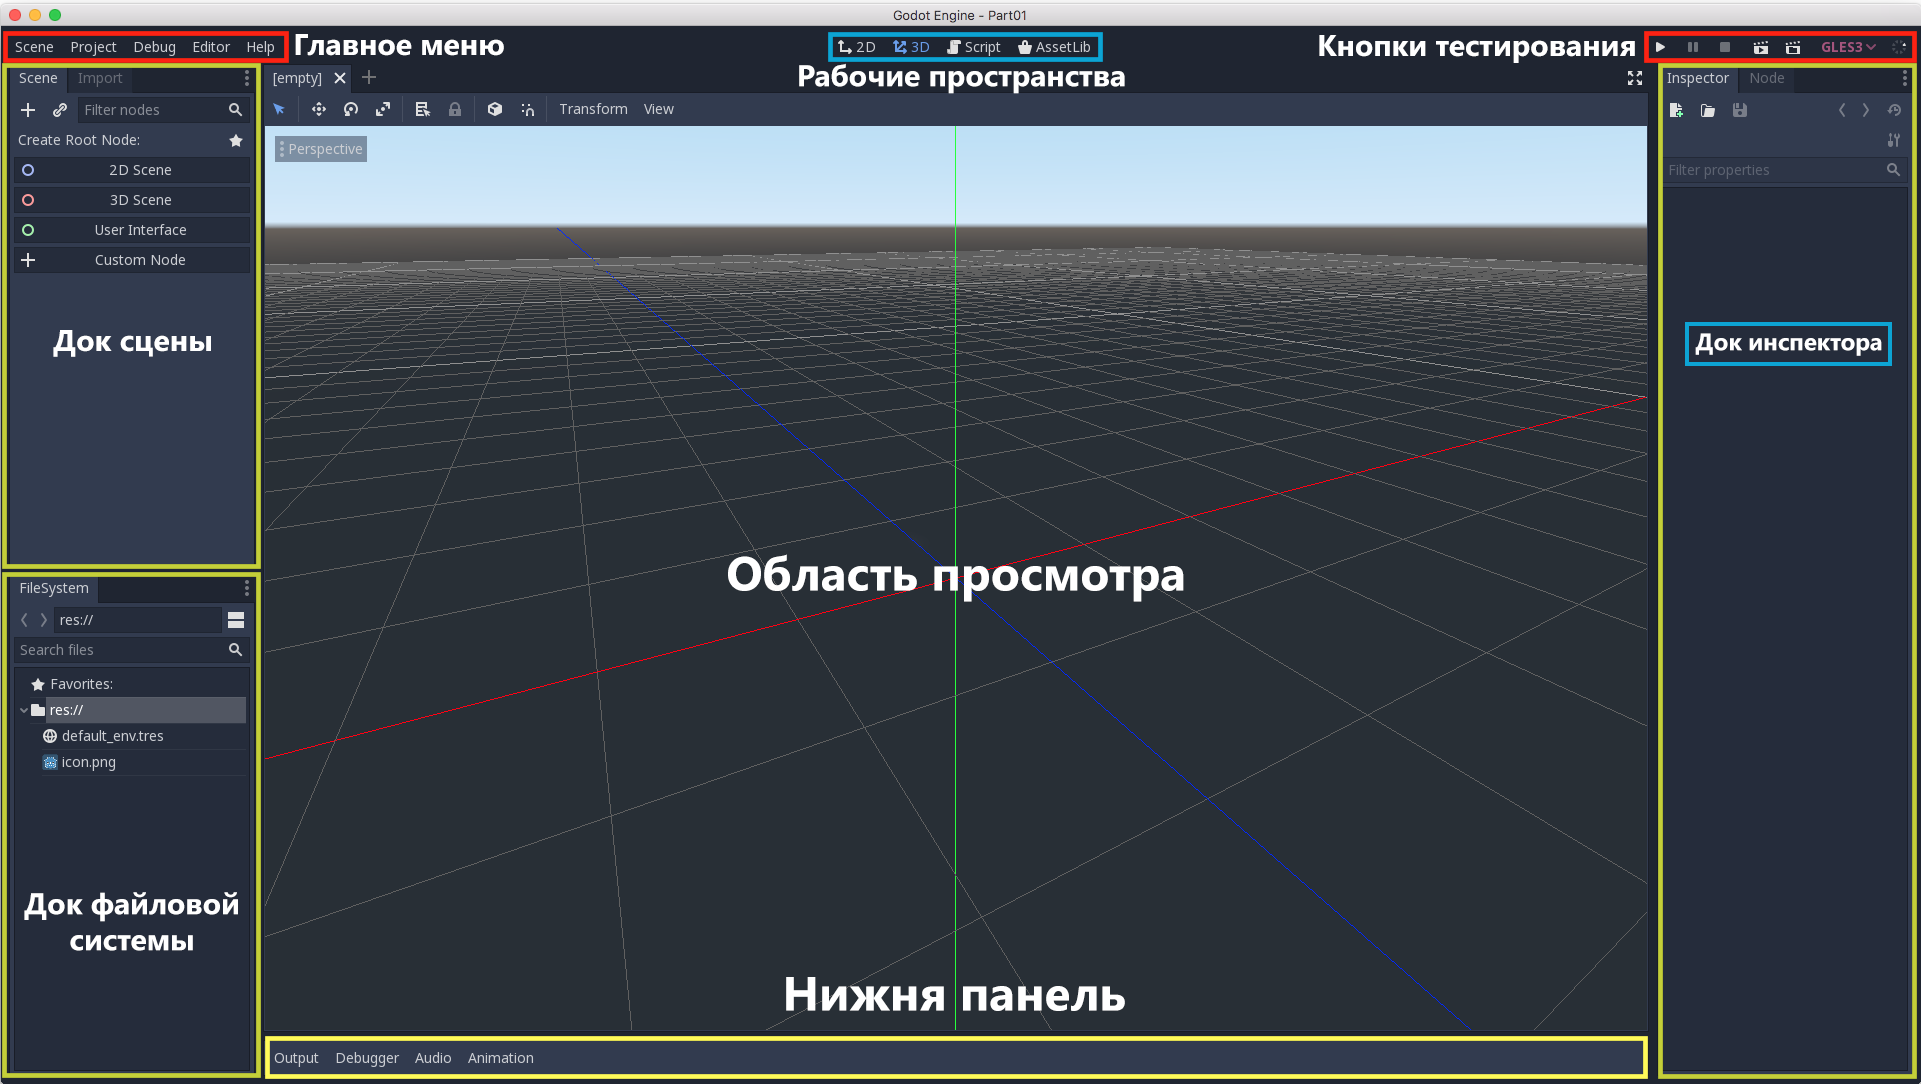 Godot Engine - Part01
Scene Project Debug Editor Help Главное меню
2D 3D Script AssetLib
Рабочие пространства
Кнопки тестирования
GLES3
Scene Import
Filter nodes
Create Root Node:
2D Scene
3D Scene
User Interface
Custom Node
Док сцены
FileSystem
res://
Search files
Favorites:
res://
default_env.tres
icon.png
Док файловой
системы
[empty]
Transform View
Perspective
Область просмотра
Нижня панель
Output Debugger Audio Animation
Inspector Node
Filter properties
Док инспектора